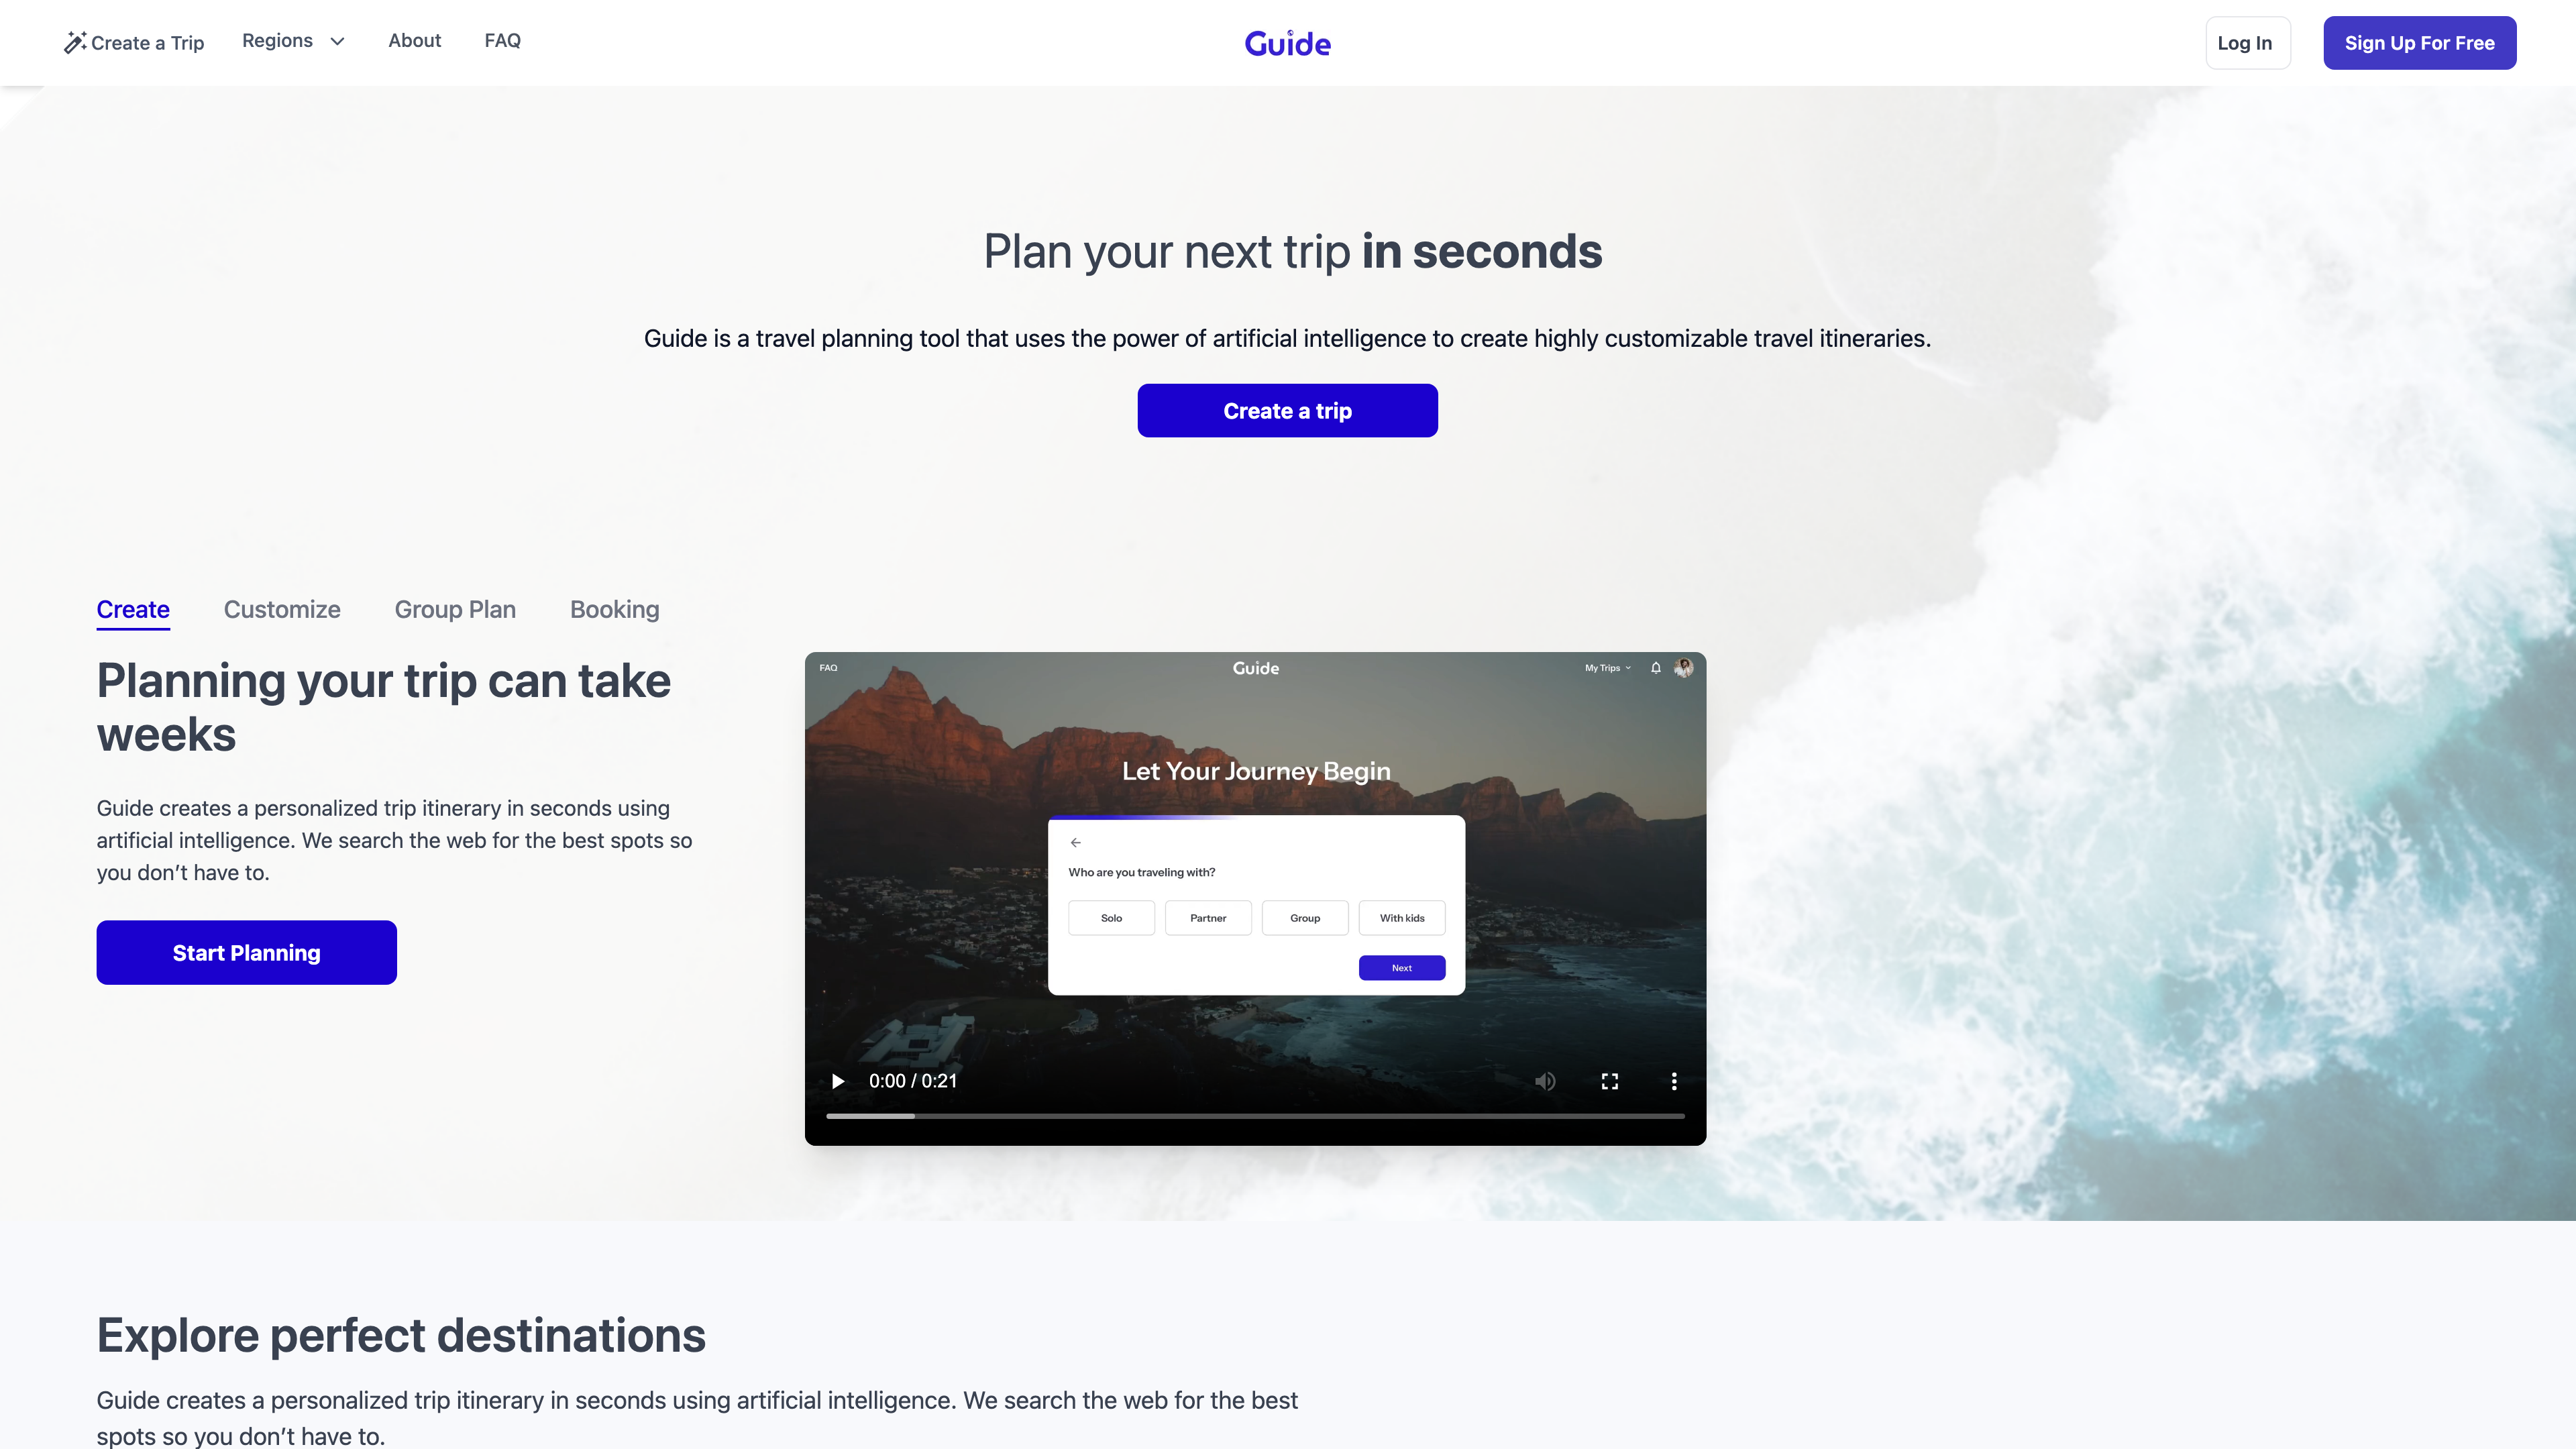 Create a Trip
Regions
About
FAQ
Guide
Log In
Sign Up For Free
Plan your next trip in seconds
Guide is a travel planning tool that uses the power of artificial intelligence to create highly customizable travel itineraries.
Create a trip
Create
Customize
Group Plan
Booking
Planning your trip can take
weeks
Guide creates a personalized trip itinerary in seconds using
artificial intelligence. We search the web for the best spots so
you don’t have to.
Start Planning
FAQ
Guide
My Trips
Let Your Journey Begin
Who are you traveling with?
Solo
Partner
Group
With kids
Next
0:00 / 0:21
Explore perfect destinations
Guide creates a personalized trip itinerary in seconds using artificial intelligence. We search the web for the best
spots so you don’t have to.